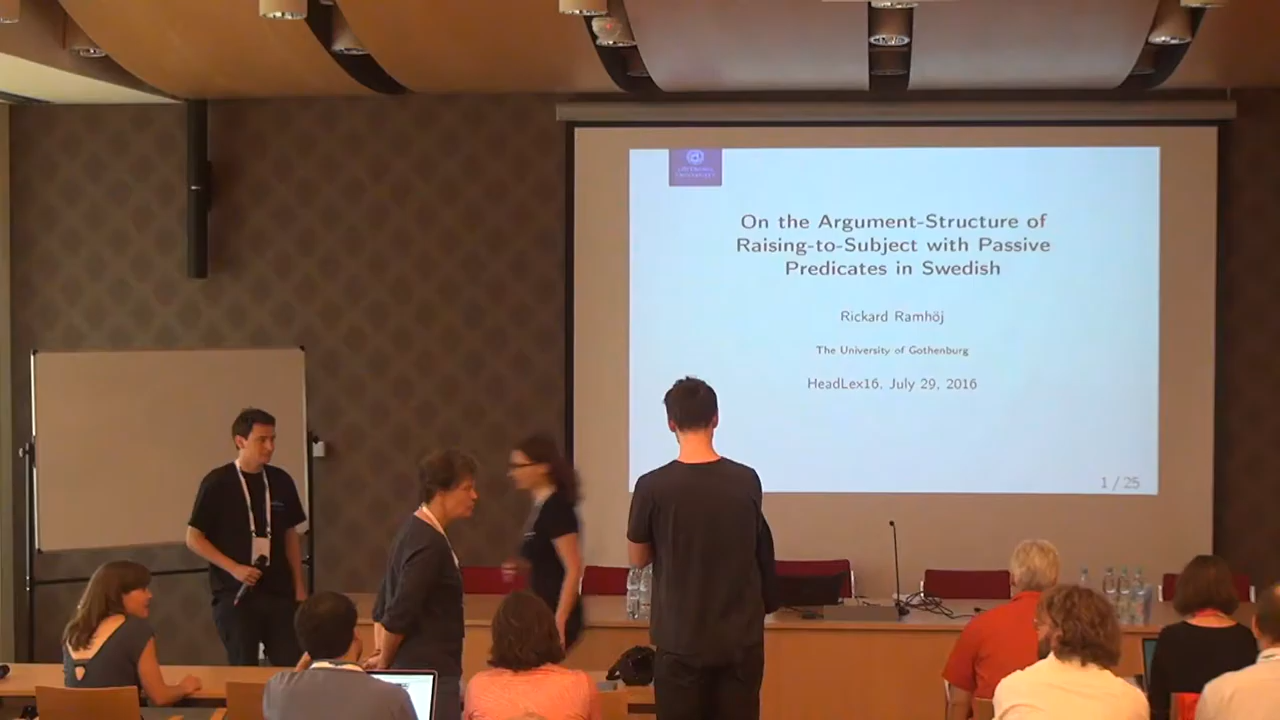 On the Argument-Structure of
Raising-to-Subject with Passive
Predicates in Swedish
Rickard Ramhöj
The University of Gothenburg
HeadLex16, July 29, 2016
1 / 25